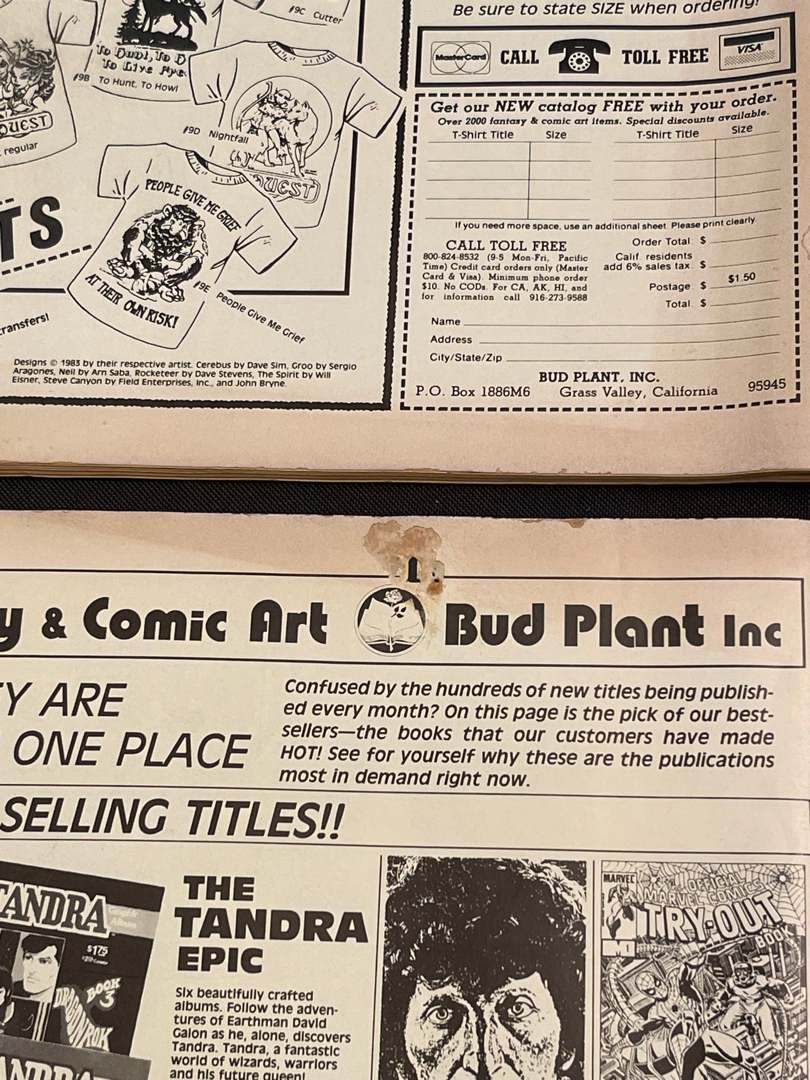 Be sure to state SIZE when ordering!
#9C Cutter
#9B To Hunt, To Howl
#9D Nightfall
QUEST
regular
QUEST
PEOPLE GIVE ME GRIEF
AT THEIR OWN RISK!
#9E People Give Me Grief
TS
transfers!
Designs © 1983 by their respective artist. Cerebus by Dave Sim, Groo by Sergio
Aragones, Neil by Arn Saba, Rocketeer by Dave Stevens, The Spirit by Will
Eisner, Steve Canyon by Field Enterprises, Inc., and John Bryne.
MasterCard CALL TOLL FREE VISA
Get our NEW catalog FREE with your order.
Over 2000 fantasy & comic art items. Special discounts available.
T-Shirt Title Size T-Shirt Title Size
If you need more space, use an additional sheet. Please print clearly.
CALL TOLL FREE
800-824-8532 (9-5 Mon-Fri, Pacific
Time) Credit card orders only (Master
Card & Visa). Minimum phone order
$10. No CODs. For CA, AK, HI, and
for information call 916-273-9588
Order Total $
Calif. residents
add 6% sales tax $
Postage $ $1.50
Total $
Name
Address
City/State/Zip
BUD PLANT, INC.
P.O. Box 1886M6 Grass Valley, California 95945
y & Comic Art Bud Plant Inc
Y ARE
ONE PLACE
Confused by the hundreds of new titles being publish-
ed every month? On this page is the pick of our best-
sellers—the books that our customers have made
HOT! See for yourself why these are the publications
most in demand right now.
SELLING TITLES!!
TANDRA
Graphic
Album
$1.75
BOOK
3
TANDRA
THE
TANDRA
EPIC
Six beautifully crafted
albums. Follow the adven-
tures of Earthman David
Galon as he, alone, discovers
Tandra. Tandra, a fantastic
world of wizards, warriors
and his future queen!
MARVEL
OFFICIAL
MARVEL COMICS
TRY-OUT
BOOK